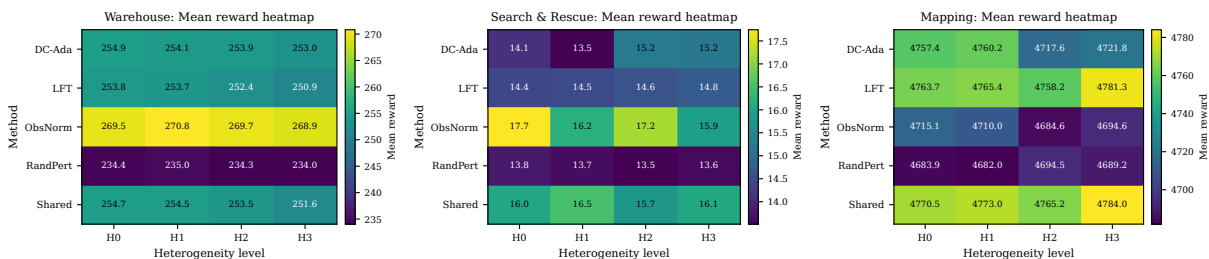 Warehouse: Mean reward heatmap
Method
DC-Ada 254.9 254.1 253.9 253.0
LFT 253.8 253.7 252.4 250.9
ObsNorm 269.5 270.8 269.7 268.9
RandPert 234.4 235.0 234.3 234.0
Shared 254.7 254.5 253.5 251.6
H0 H1 H2 H3
Heterogeneity level
270
265
260
255
250
245
240
235
Mean reward
Search & Rescue: Mean reward heatmap
Method
DC-Ada 14.1 13.5 15.2 15.2
LFT 14.4 14.5 14.6 14.8
ObsNorm 17.7 16.2 17.2 15.9
RandPert 13.8 13.7 13.5 13.6
Shared 16.0 16.5 15.7 16.1
H0 H1 H2 H3
Heterogeneity level
17.5
17.0
16.5
16.0
15.5
15.0
14.5
14.0
Mean reward
Mapping: Mean reward heatmap
Method
DC-Ada 4757.4 4760.2 4717.6 4721.8
LFT 4763.7 4765.4 4758.2 4781.3
ObsNorm 4715.1 4710.0 4684.6 4694.6
RandPert 4683.9 4682.0 4694.5 4689.2
Shared 4770.5 4773.0 4765.2 4784.0
H0 H1 H2 H3
Heterogeneity level
4780
4760
4740
4720
4700
Mean reward